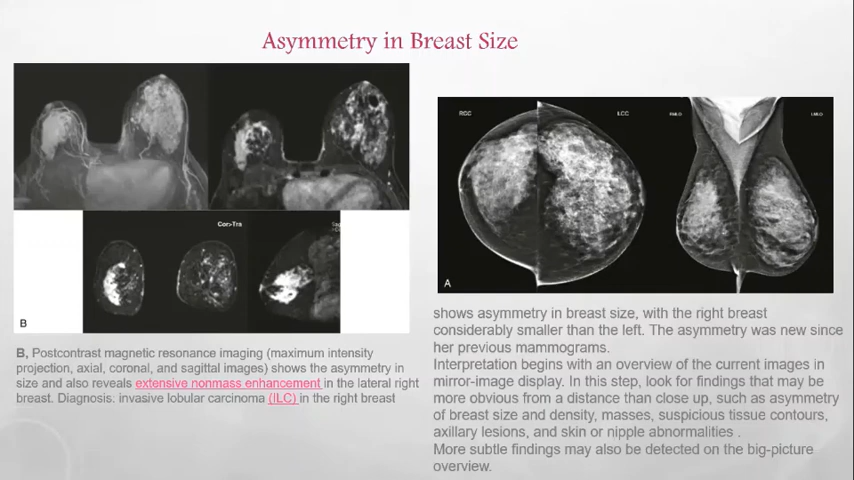 Asymmetry in Breast Size
Cor>Tra
B
B, Postcontrast magnetic resonance imaging (maximum intensity
projection, axial, coronal, and sagittal images) shows the asymmetry in
size and also reveals extensive nonmass enhancement in the lateral right
breast. Diagnosis. invasive lobular carcinoma (ILC) in the right breast
LCC
A
shows asymmetry in breast size, with the right breast
considerably smaller than the left. The asymmetry was new since
her previous mammograms.
Interpretation begins with an overview of the current images in
mirror-image display. In this step, look for findings that may be
more obvious from a distance than close up, such as asymmetry
of breast size and density, masses, suspicious tissue contours,
axillary lesions, and skin or nipple abnormalities .
More subtle findings may also be detected on the big-picture
overview.